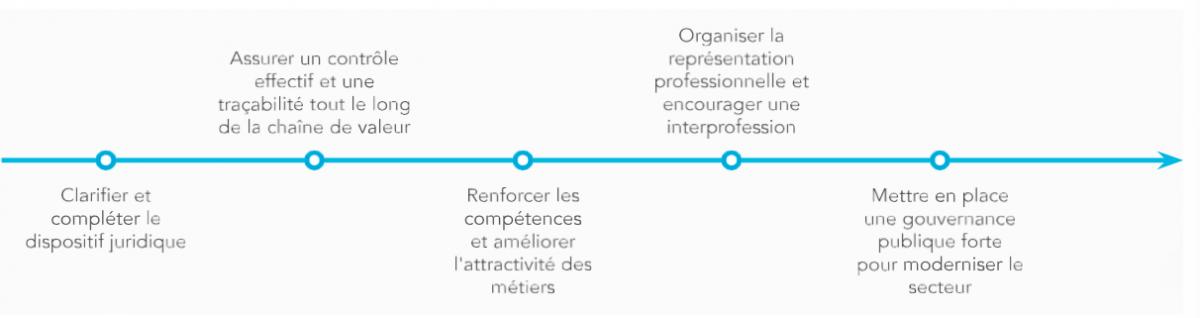 Clarifier et
compléter le
dispositif juridique
Assurer un contrôle
effectif et une
traçabilité tout le long
de la chaîne de valeur
Renforcer les
compétences
et améliorer
l'attractivité des
métiers
Organiser la
représentation
professionnelle et
encourager une
interprofession
Mettre en place
une gouvernance
publique forte
pour moderniser le
secteur